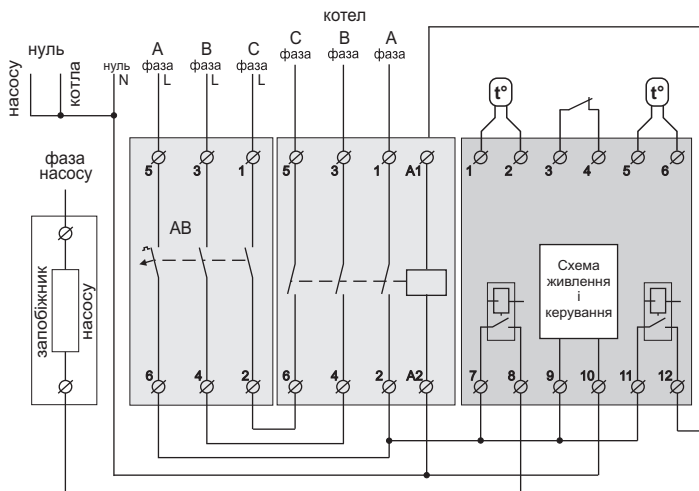 котел
нуль
насосу
котла
нуль
N
A
фаза
L
B
фаза
L
C
фаза
L
C
фаза
B
фаза
A
фаза
t°
t°
5
3
1
5
3
1
A1
1
2
3
4
5
6
фаза
насосу
запобіжник
насосу
AB
Схема
живлення
і
керування
6
4
2
6
4
2
A2
7
8
9
10
11
12